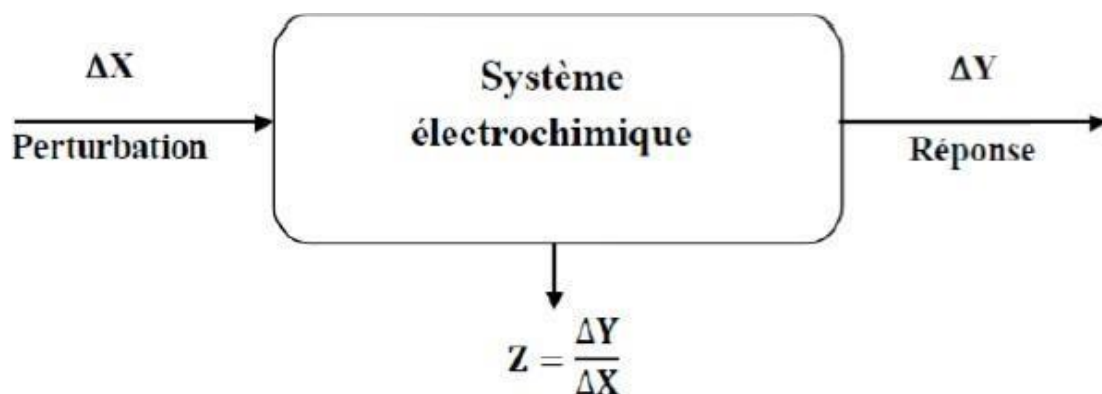 ΔX
Perturbation
Système
électrochimique
ΔY
Réponse
Z = ΔY/ΔX